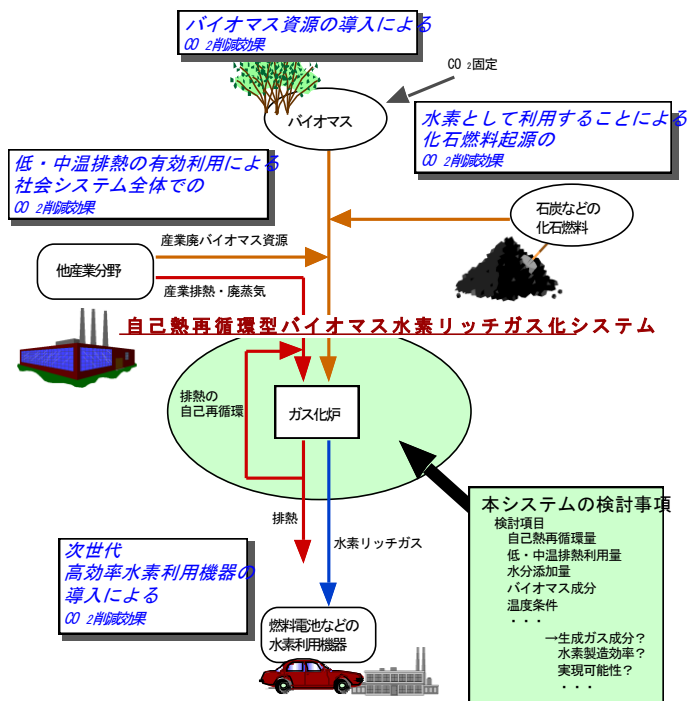 バイオマス資源の導入による
CO 2削減効果
CO 2固定
バイオマス
水素として利用することによる
化石燃料起源の
CO 2削減効果
低・中温排熱の有効利用による
社会システム全体での
CO 2削減効果
石炭などの
化石燃料
産業廃バイオマス資源
他産業分野
産業排熱・廃蒸気
自己熱再循環型バイオマス水素リッチガス化システム
排熱の
自己再循環
ガス化炉
排熱
水素リッチガス
本システムの検討事項
検討項目
自己熱再循環量
低・中温排熱利用量
水分添加量
バイオマス成分
温度条件
・・・
→生成ガス成分？
水素製造効率？
実現可能性？
・・・
次世代
高効率水素利用機器の
導入による
CO 2削減効果
燃料電池などの
水素利用機器